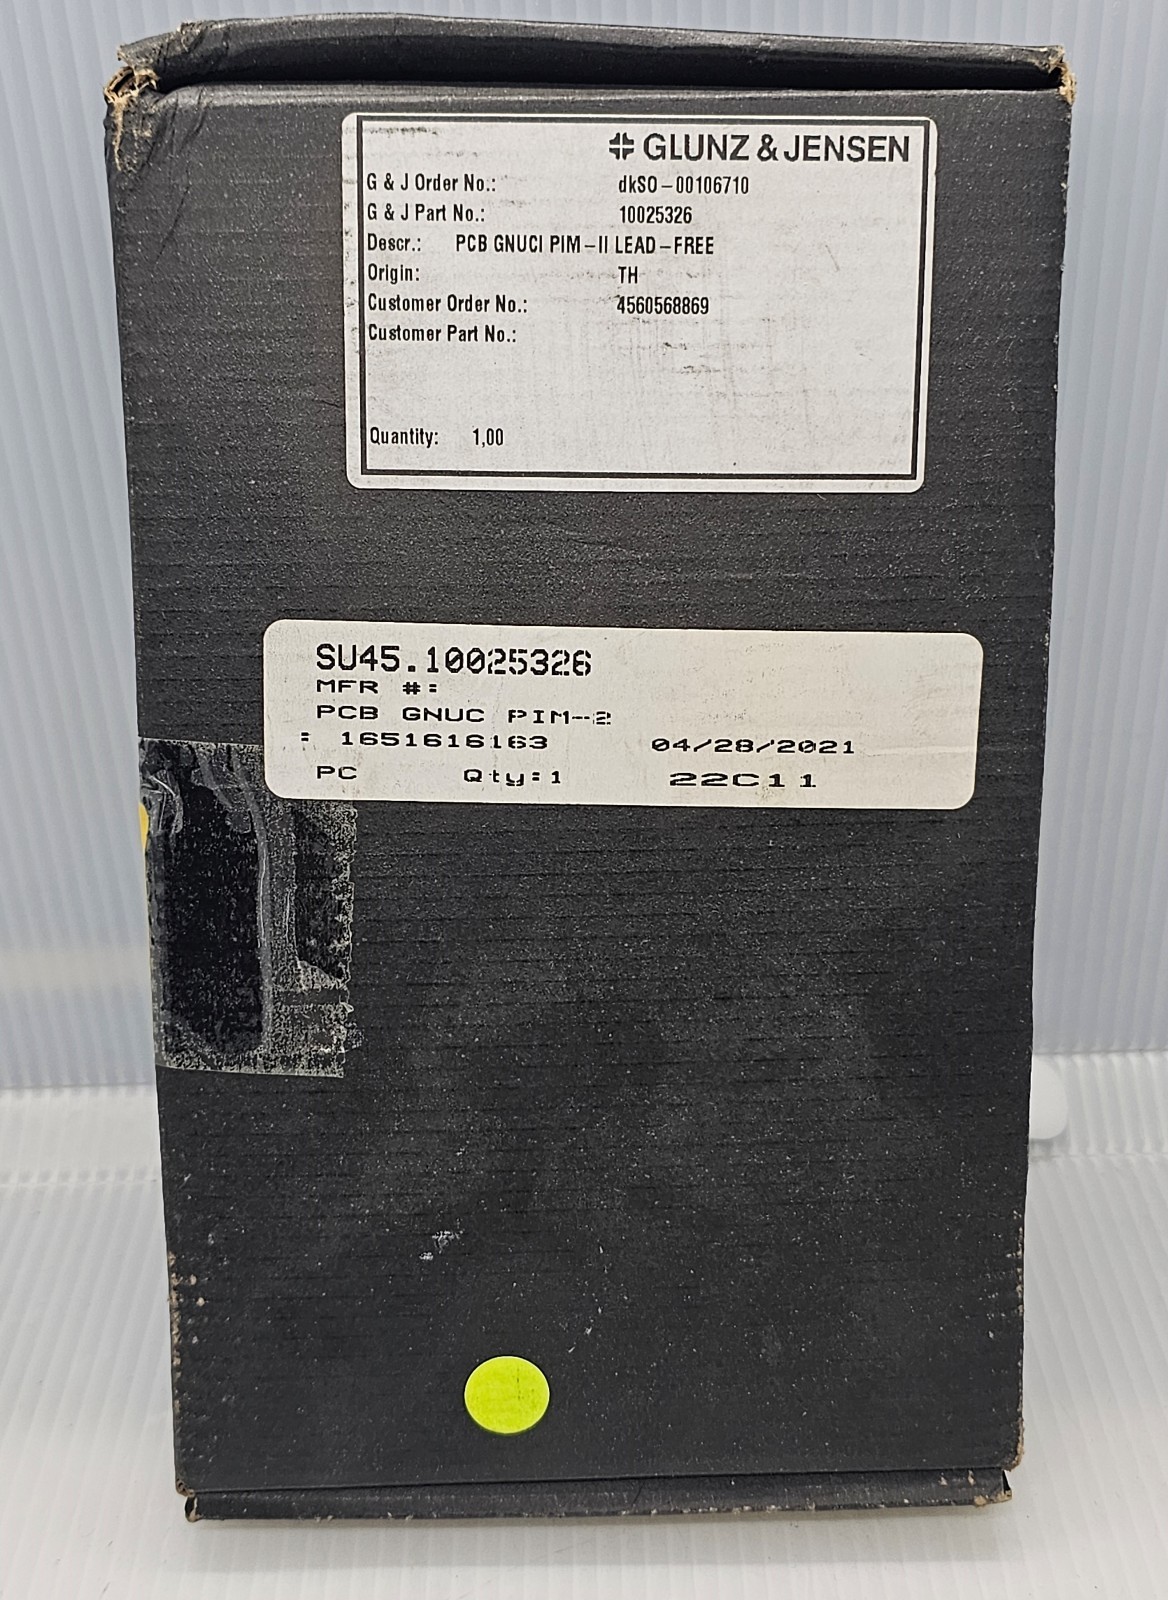 GLUNZ & JENSEN
G & J Order No.: dkSO-00106710
G & J Part No.: 10025326
Descr.: PCB GNUCI PIM-II LEAD-FREE
Origin: TH
Customer Order No.: 4560568869
Customer Part No.:
Quantity: 1,00
SU45.10025326
MFR #:
PCB GNUC PIM-2
: 1651616163 04/28/2021
PC Qty:1 22C11